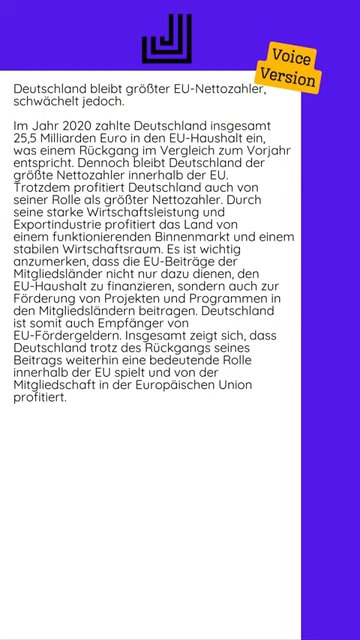 Voice
Version
Deutschland bleibt größter EU-Nettozahler,
schwächelt jedoch.
Im Jahr 2020 zahlte Deutschland insgesamt
25,5 Milliarden Euro in den EU-Haushalt ein,
was einem Rückgang im Vergleich zum Vorjahr
entspricht. Dennoch bleibt Deutschland der
größte Nettozahler innerhalb der EU.
Trotzdem profitiert Deutschland auch von
seiner Rolle als größter Nettozahler. Durch
seine starke Wirtschaftsleistung und
Exportindustrie profitiert das Land von
einem funktionierenden Binnenmarkt und einem
stabilen Wirtschaftsraum. Es ist wichtig
anzumerken, dass die EU-Beiträge der
Mitgliedsländer nicht nur dazu dienen, den
EU-Haushalt zu finanzieren, sondern auch zur
Förderung von Projekten und Programmen in
den Mitgliedsländern beitragen. Deutschland
ist somit auch Empfänger von
EU-Fördergeldern. Insgesamt zeigt sich, dass
Deutschland trotz des Rückgangs seines
Beitrags weiterhin eine bedeutende Rolle
innerhalb der EU spielt und von der
Mitgliedschaft in der Europäischen Union
profitiert.